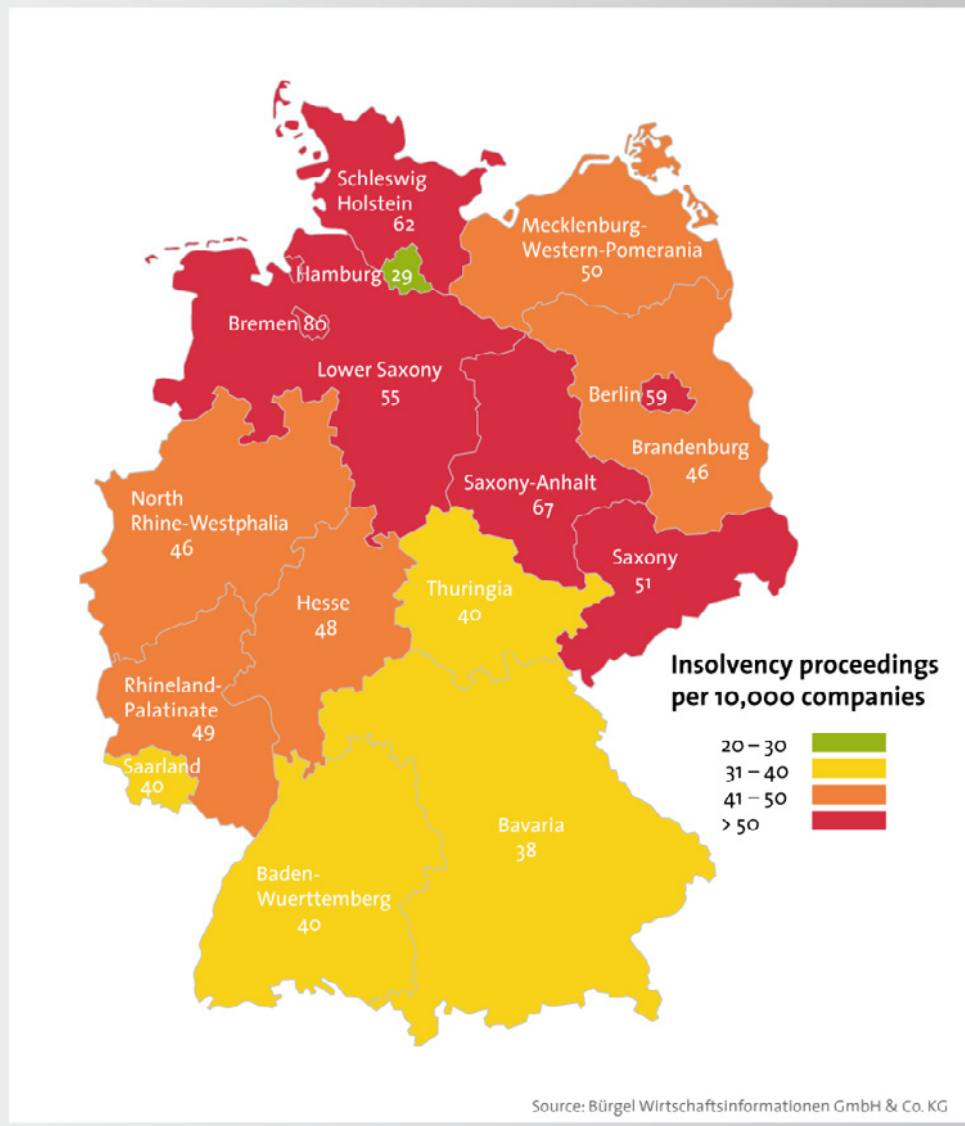 Schleswig
Holstein
62
Mecklenburg-
Western-Pomerania
50
Hamburg 29
Bremen 80
Lower Saxony
55
Berlin 59
Brandenburg
46
Saxony-Anhalt
67
North
Rhine-Westphalia
46
Saxony
51
Thuringia
40
Hesse
48
Rhineland-
Palatinate
49
Saarland
40
Bavaria
38
Baden-
Wuerttemberg
40
Insolvency proceedings
per 10,000 companies
20 – 30
31 – 40
41 – 50
> 50
Source: Bürgel Wirtschaftsinformationen GmbH & Co. KG